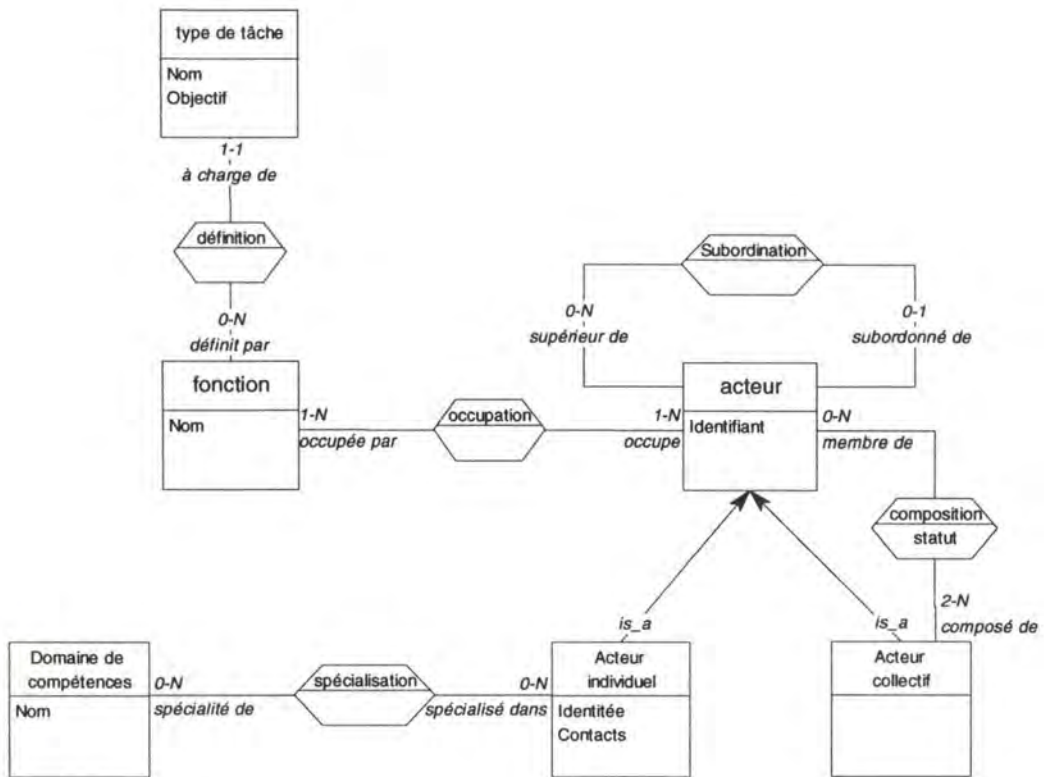 type de tâche
Nom
Objectif
1-1
à charge de
définition
0-N
définit par
fonction
Nom
1-N
occupée par
occupation
1-N
occupe
Subordination
0-N
supérieur de
0-1
subordonné de
acteur
Identifiant
0-N
membre de
composition
statut
2-N
composé de
is_a
is_a
Domaine de
compétences
Nom
0-N
spécialité de
spécialisation
0-N
spécialisé dans
Acteur
individuel
Identitée
Contacts
Acteur
collectif